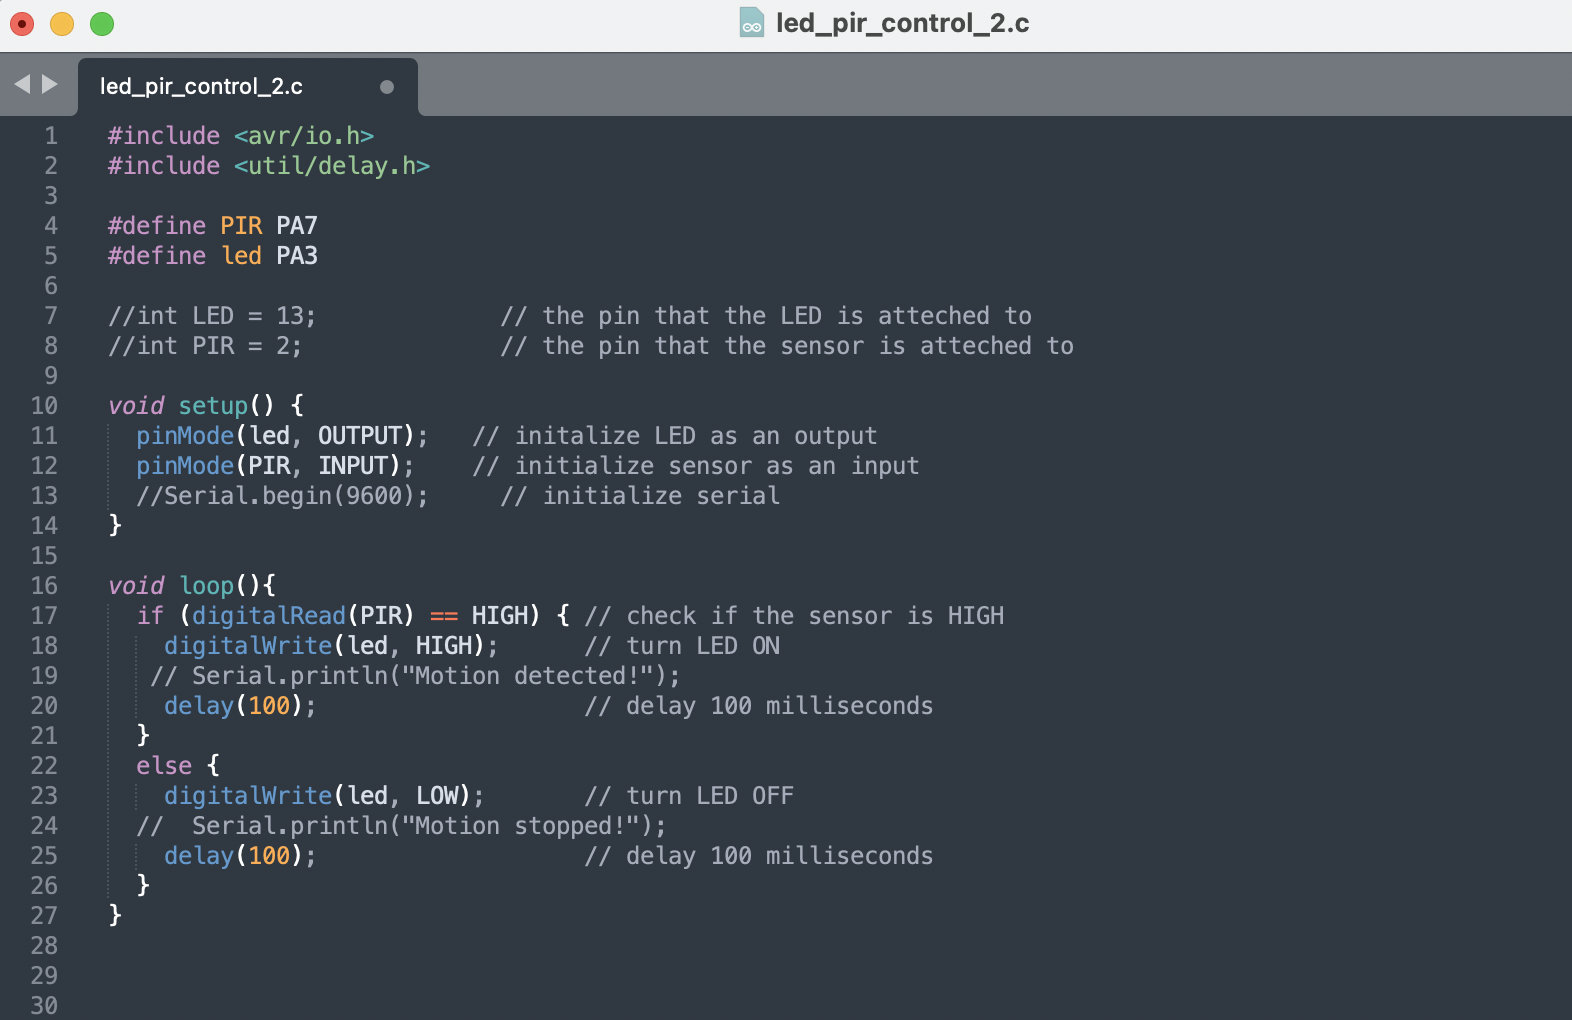 led_pir_control_2.c
led_pir_control_2.c
1 #include <avr/io.h>
2 #include <util/delay.h>
3
4 #define PIR PA7
5 #define led PA3
6
7 //int LED = 13;             // the pin that the LED is atteched to
8 //int PIR = 2;              // the pin that the sensor is atteched to
9
10 void setup() {
11   pinMode(led, OUTPUT);   // initalize LED as an output
12   pinMode(PIR, INPUT);    // initialize sensor as an input
13   //Serial.begin(9600);     // initialize serial
14 }
15
16 void loop(){
17   if (digitalRead(PIR) == HIGH) { // check if the sensor is HIGH
18     digitalWrite(led, HIGH);      // turn LED ON
19    // Serial.println("Motion detected!");
20     delay(100);                   // delay 100 milliseconds
21   }
22   else {
23     digitalWrite(led, LOW);       // turn LED OFF
24   //  Serial.println("Motion stopped!");
25     delay(100);                   // delay 100 milliseconds
26   }
27 }
28
29
30